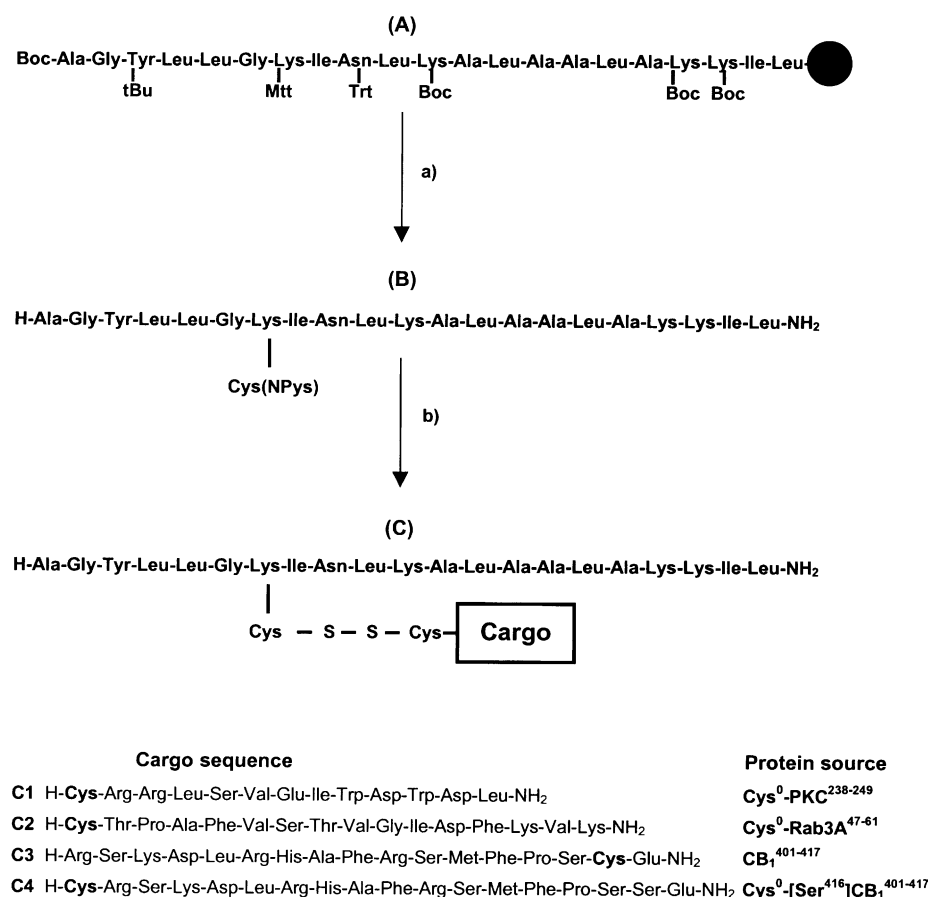 (A)
Boc-Ala-Gly-Tyr-Leu-Leu-Gly-Lys-Ile-Asn-Leu-Lys-Ala-Leu-Ala-Ala-Leu-Ala-Lys-Lys-Ile-Leu-
tBu Mtt Trt Boc Boc Boc
a)
(B)
H-Ala-Gly-Tyr-Leu-Leu-Gly-Lys-Ile-Asn-Leu-Lys-Ala-Leu-Ala-Ala-Leu-Ala-Lys-Lys-Ile-Leu-NH₂
Cys(NPys)
b)
(C)
H-Ala-Gly-Tyr-Leu-Leu-Gly-Lys-Ile-Asn-Leu-Lys-Ala-Leu-Ala-Ala-Leu-Ala-Lys-Lys-Ile-Leu-NH₂
Cys – S – S – Cys Cargo
Cargo sequence Protein source
C1 H-Cys-Arg-Arg-Leu-Ser-Val-Glu-Ile-Trp-Asp-Trp-Asp-Leu-NH₂ Cys⁰-PKC²³⁸⁻²⁴⁹
C2 H-Cys-Thr-Pro-Ala-Phe-Val-Ser-Thr-Val-Gly-Ile-Asp-Phe-Lys-Val-Lys-NH₂ Cys⁰-Rab3A⁴⁷⁻⁶¹
C3 H-Arg-Ser-Lys-Asp-Leu-Arg-His-Ala-Phe-Arg-Ser-Met-Phe-Pro-Ser-Cys-Glu-NH₂ CB₁⁴⁰¹⁻⁴¹⁷
C4 H-Cys-Arg-Ser-Lys-Asp-Leu-Arg-His-Ala-Phe-Arg-Ser-Met-Phe-Pro-Ser-Ser-Glu-NH₂ Cys⁰-[Ser⁴¹⁶]CB₁⁴⁰¹⁻⁴¹⁷